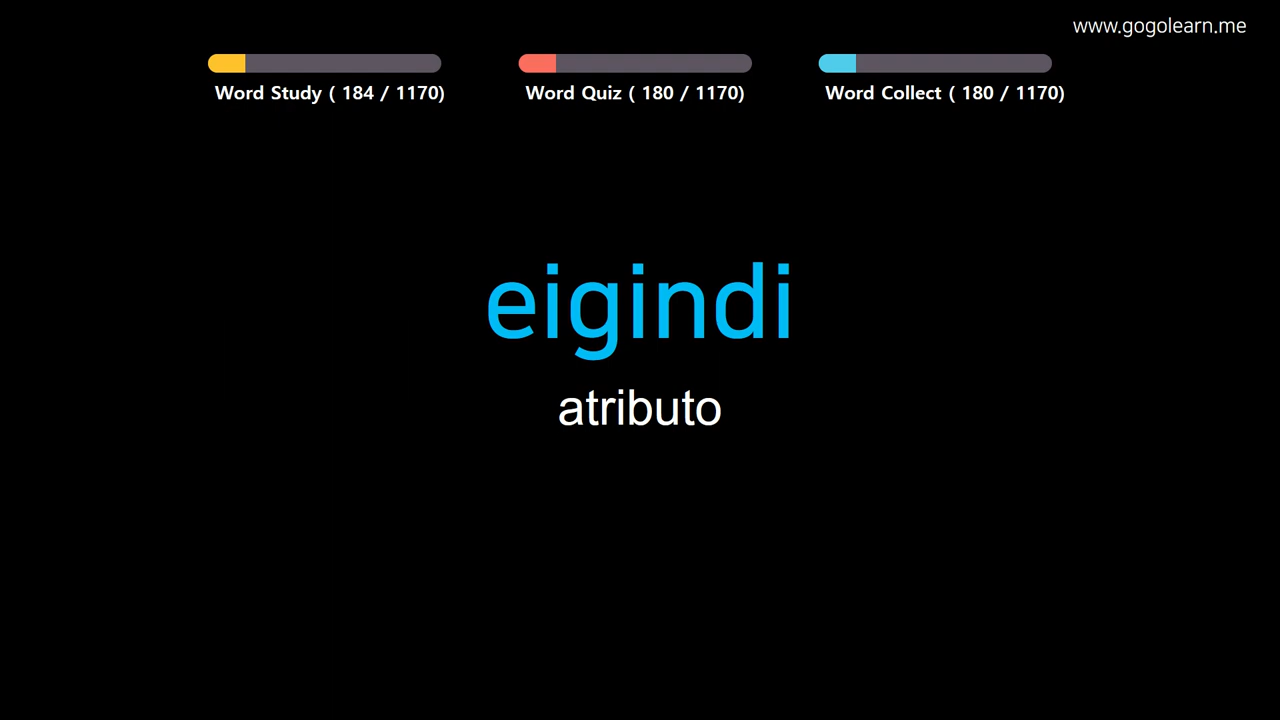 www.gogolearn.me
Word Study ( 184 / 1170)
Word Quiz ( 180 / 1170)
Word Collect ( 180 / 1170)
eigindi
atributo